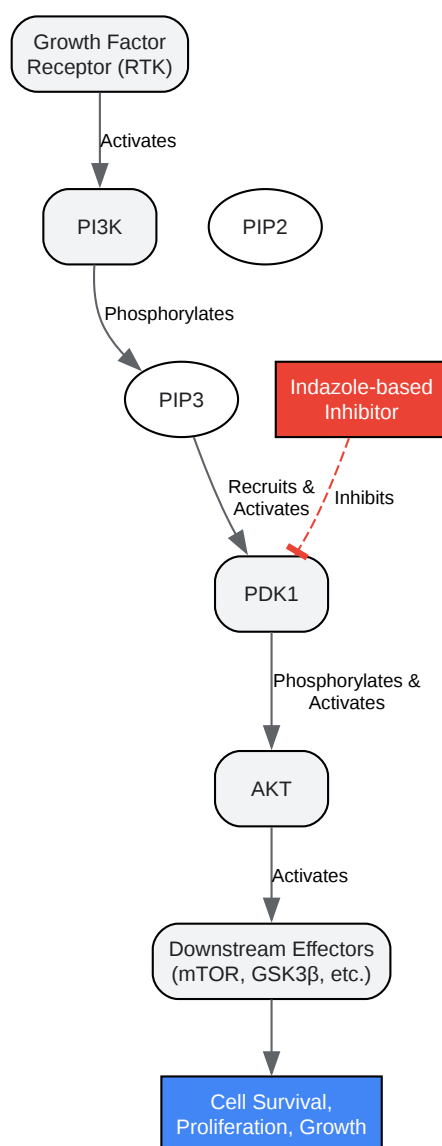 Growth Factor
Receptor (RTK)
Activates
PI3K
PIP2
Phosphorylates
PIP3
Indazole-based
Inhibitor
Recruits &
Activates
Inhibits
PDK1
Phosphorylates &
Activates
AKT
Activates
Downstream Effectors
(mTOR, GSK3β, etc.)
Cell Survival,
Proliferation, Growth